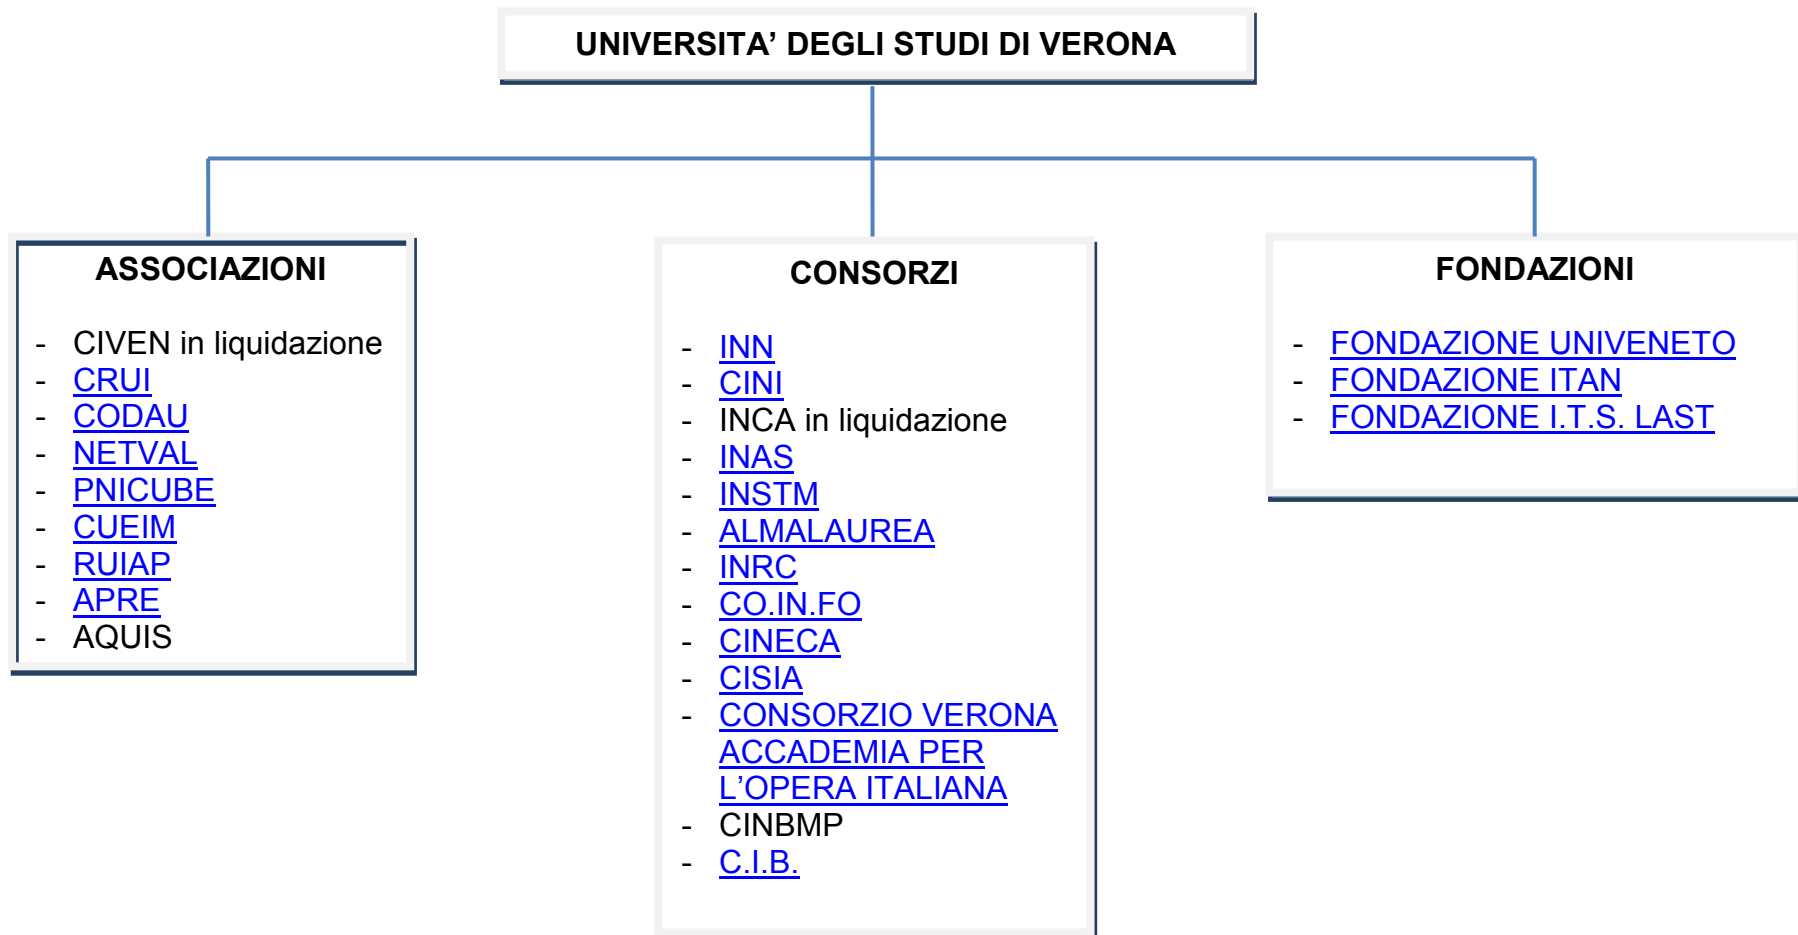 UNIVERSITA’ DEGLI STUDI DI VERONA
ASSOCIAZIONI
- CIVEN in liquidazione
- CRUI
- CODAU
- NETVAL
- PNICUBE
- CUEIM
- RUIAP
- APRE
- AQUIS
CONSORZI
- INN
- CINI
- INCA in liquidazione
- INAS
- INSTM
- ALMALAUREA
- INRC
- CO.IN.FO
- CINECA
- CISIA
- CONSORZIO VERONA
ACCADEMIA PER
L’OPERA ITALIANA
- CINBMP
- C.I.B.
FONDAZIONI
- FONDAZIONE UNIVENETO
- FONDAZIONE ITAN
- FONDAZIONE I.T.S. LAST